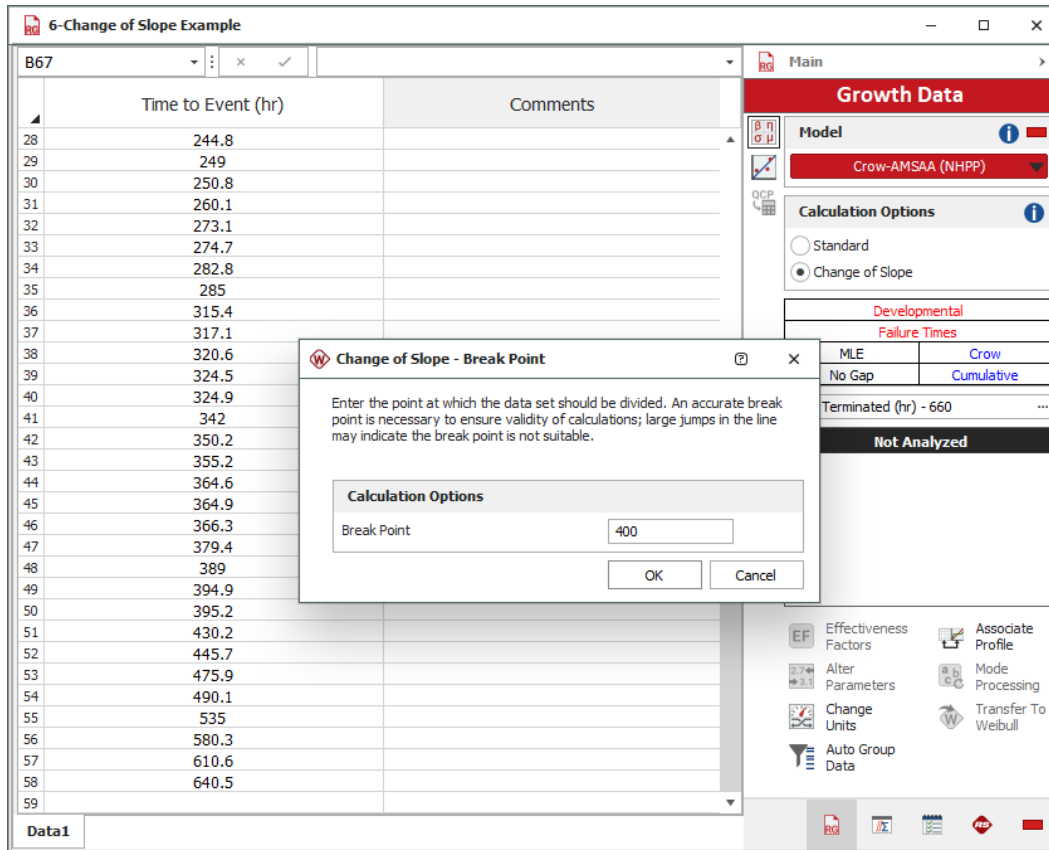 6-Change of Slope Example
B67
Main
Time to Event (hr) Comments
28 244.8
29 249
30 250.8
31 260.1
32 273.1
33 274.7
34 282.8
35 285
36 315.4
37 317.1
38 320.6
39 324.5
40 324.9
41 342
42 350.2
43 355.2
44 364.6
45 364.9
46 366.3
47 379.4
48 389
49 394.9
50 395.2
51 430.2
52 445.7
53 475.9
54 490.1
55 535
56 580.3
57 610.6
58 640.5
59
Data1
Change of Slope - Break Point
Enter the point at which the data set should be divided. An accurate break
point is necessary to ensure validity of calculations; large jumps in the line
may indicate the break point is not suitable.
Calculation Options
Break Point 400
OK Cancel
Growth Data
β η
σ μ
QCP
Model
Crow-AMSAA (NHPP)
Calculation Options
Standard
Change of Slope
Developmental
Failure Times
MLE Crow
No Gap Cumulative
Terminated (hr) - 660 ...
Not Analyzed
EF Effectiveness
Factors
Associate
Profile
2.7
3.1
Alter
Parameters
a b
c C
Mode
Processing
Change
Units
W
Transfer To
Weibull
Auto Group
Data
RG
RS